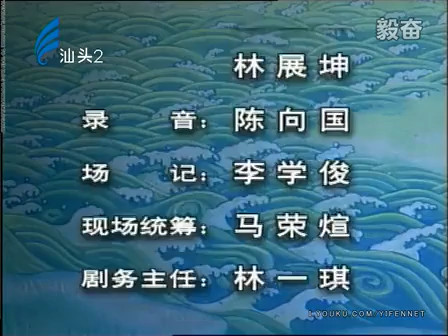 汕头2
毅奋
林展坤
录音：陈向国
场记：李学俊
现场统筹：马荣煊
剧务主任：林一琪
I.YOUKU.COM/YIFENNET